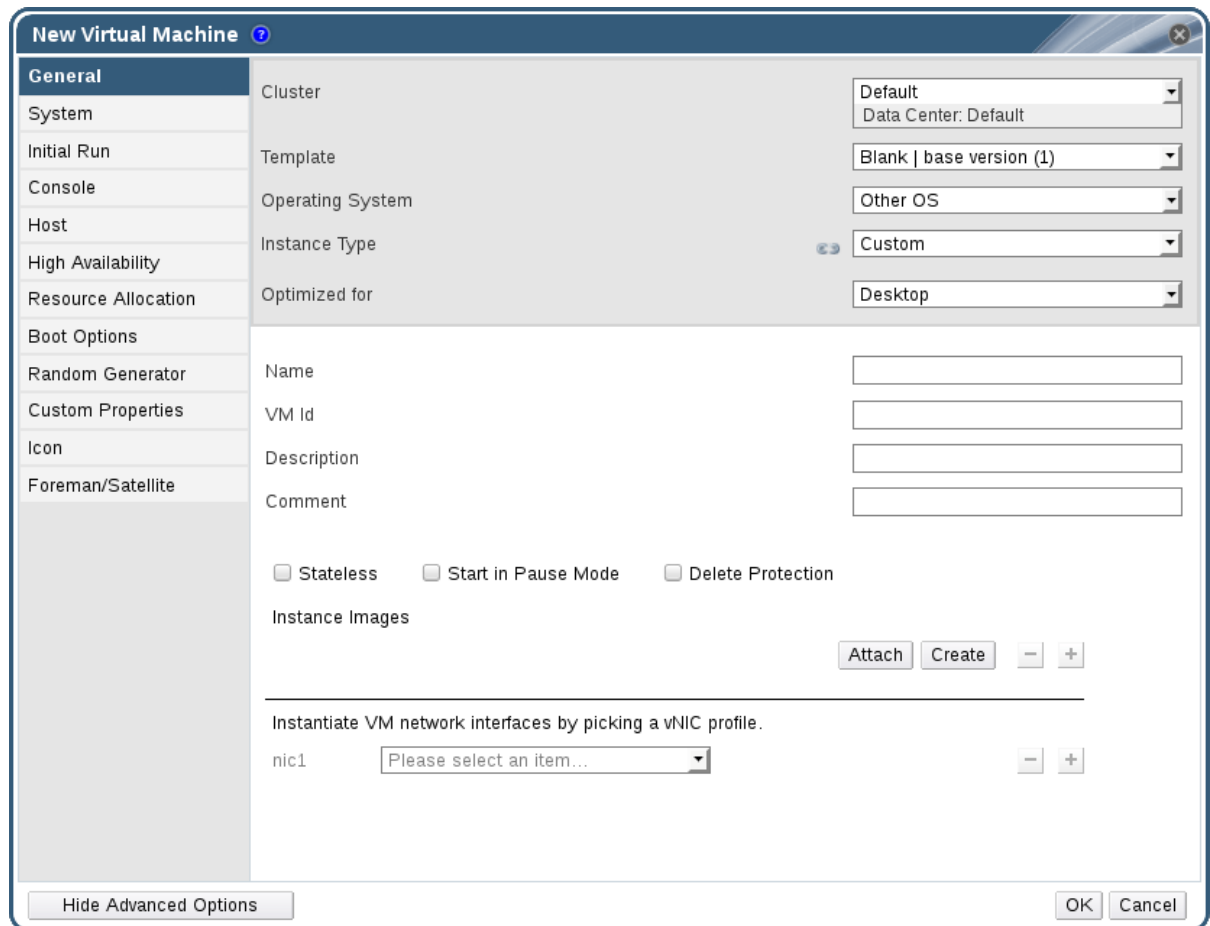 New Virtual Machine ?
General
System
Initial Run
Console
Host
High Availability
Resource Allocation
Boot Options
Random Generator
Custom Properties
Icon
Foreman/Satellite
Cluster
Default
Data Center: Default
Template
Blank | base version (1)
Operating System
Other OS
Instance Type
Custom
Optimized for
Desktop
Name
VM Id
Description
Comment
Stateless
Start in Pause Mode
Delete Protection
Instance Images
Attach
Create
− +
Instantiate VM network interfaces by picking a vNIC profile.
nic1
Please select an item...
− +
Hide Advanced Options
OK
Cancel